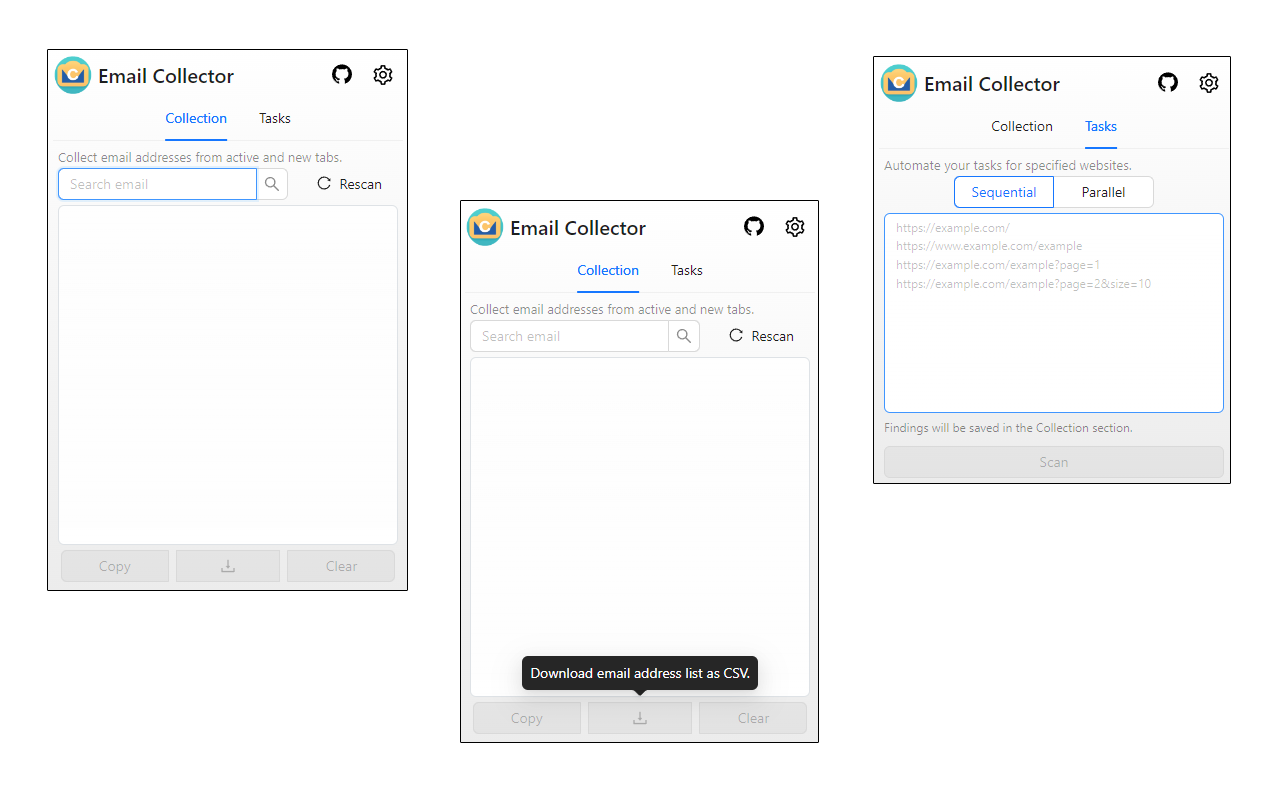 Email Collector
Collection Tasks
Collect email addresses from active and new tabs.
Search email Rescan
Copy Clear
Email Collector
Collection Tasks
Collect email addresses from active and new tabs.
Search email Rescan
Download email address list as CSV.
Copy Clear
Email Collector
Collection Tasks
Automate your tasks for specified websites.
Sequential Parallel
https://example.com/
https://www.example.com/example
https://example.com/example?page=1
https://example.com/example?page=2&size=10
Findings will be saved in the Collection section.
Scan